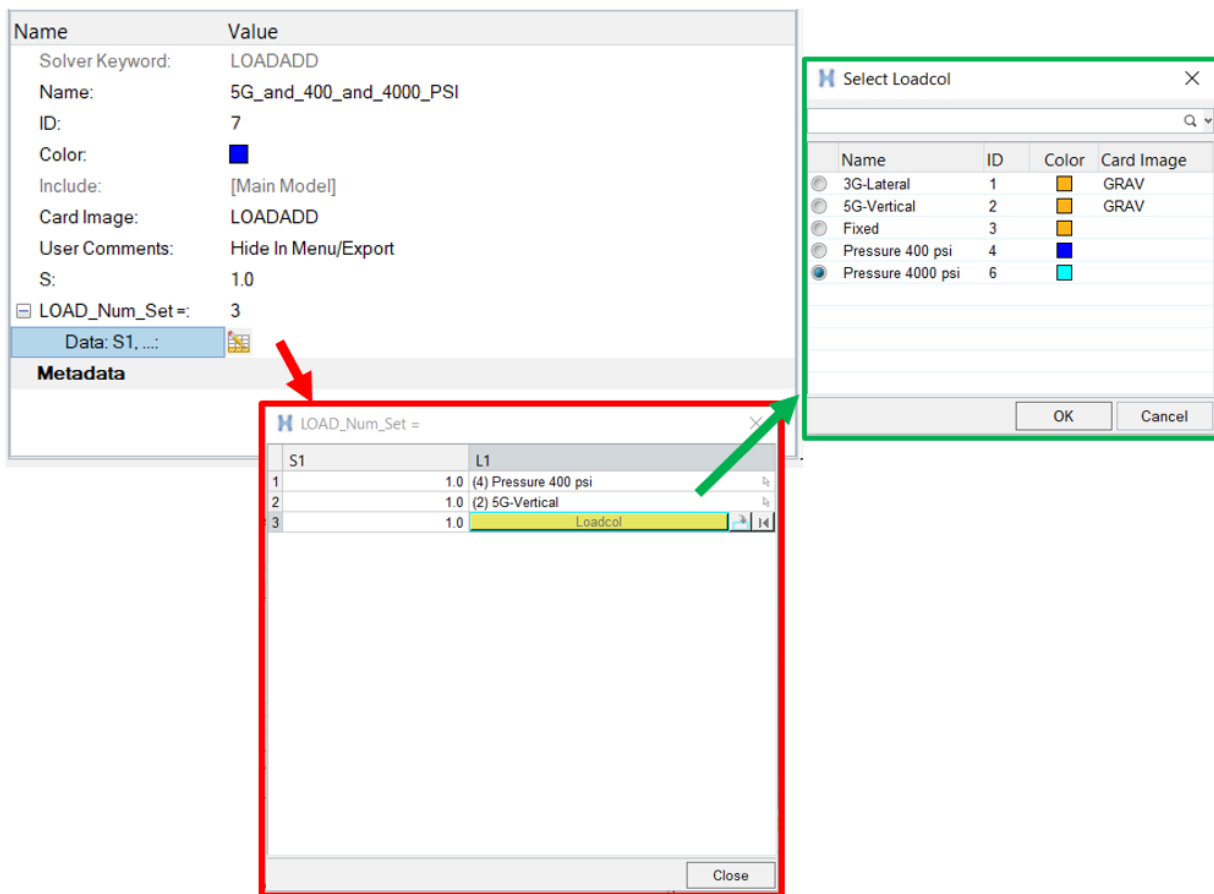 Name Value
Solver Keyword: LOADADD
Name: 5G_and_400_and_4000_PSI
ID: 7
Color:
Include: [Main Model]
Card Image: LOADADD
User Comments: Hide In Menu/Export
S: 1.0
LOAD_Num_Set =: 3
Data: S1, ...:
Metadata
LOAD_Num_Set =
S1 L1
1 1.0 (4) Pressure 400 psi
2 1.0 (2) 5G-Vertical
3 1.0 Loadcol
Close
Select Loadcol
Name ID Color Card Image
3G-Lateral 1 GRAV
5G-Vertical 2 GRAV
Fixed 3
Pressure 400 psi 4
Pressure 4000 psi 6
OK Cancel